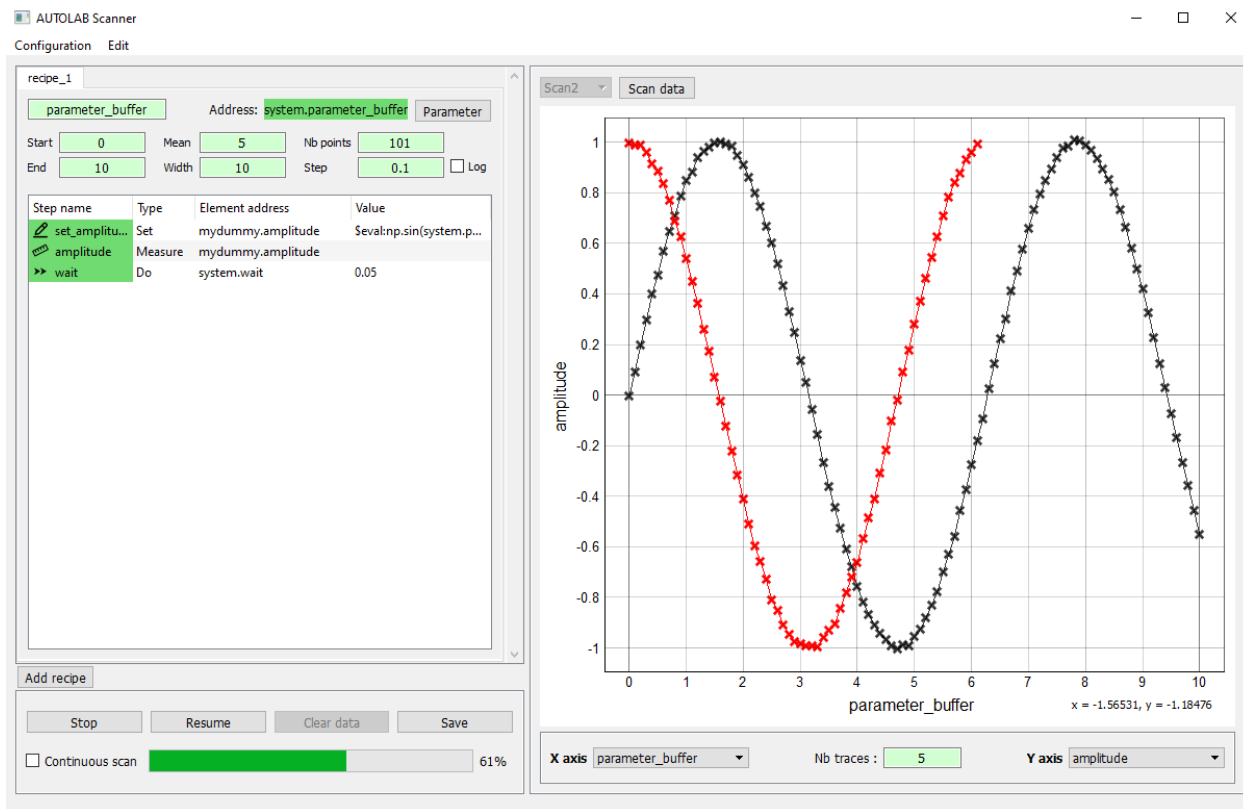 AUTOLAB Scanner
Configuration Edit
recipe_1
parameter_buffer Address: system.parameter_buffer Parameter
Start 0 Mean 5 Nb points 101
End 10 Width 10 Step 0.1 Log
Step name Type Element address Value
set_amplitu... Set mydummy.amplitude $eval:np.sin(system.p...
amplitude Measure mydummy.amplitude
wait Do system.wait 0.05
Add recipe
Stop Resume Clear data Save
Continuous scan 61%
Scan2 Scan data
1
0.8
0.6
0.4
0.2
0
-0.2
-0.4
-0.6
-0.8
-1
amplitude
0 1 2 3 4 5 6 7 8 9 10
parameter_buffer x = -1.56531, y = -1.18476
X axis parameter_buffer Nb traces : 5 Y axis amplitude